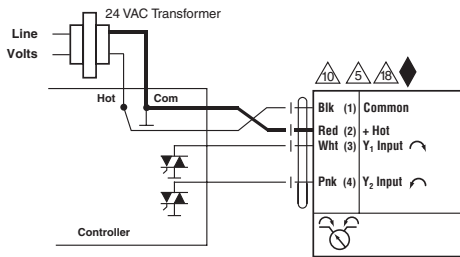 24 VAC Transformer
Line
Volts
Hot Com
10 5 18
Blk (1) Common
Red (2) + Hot
Wht (3) Y1 Input
Pnk (4) Y2 Input
Controller